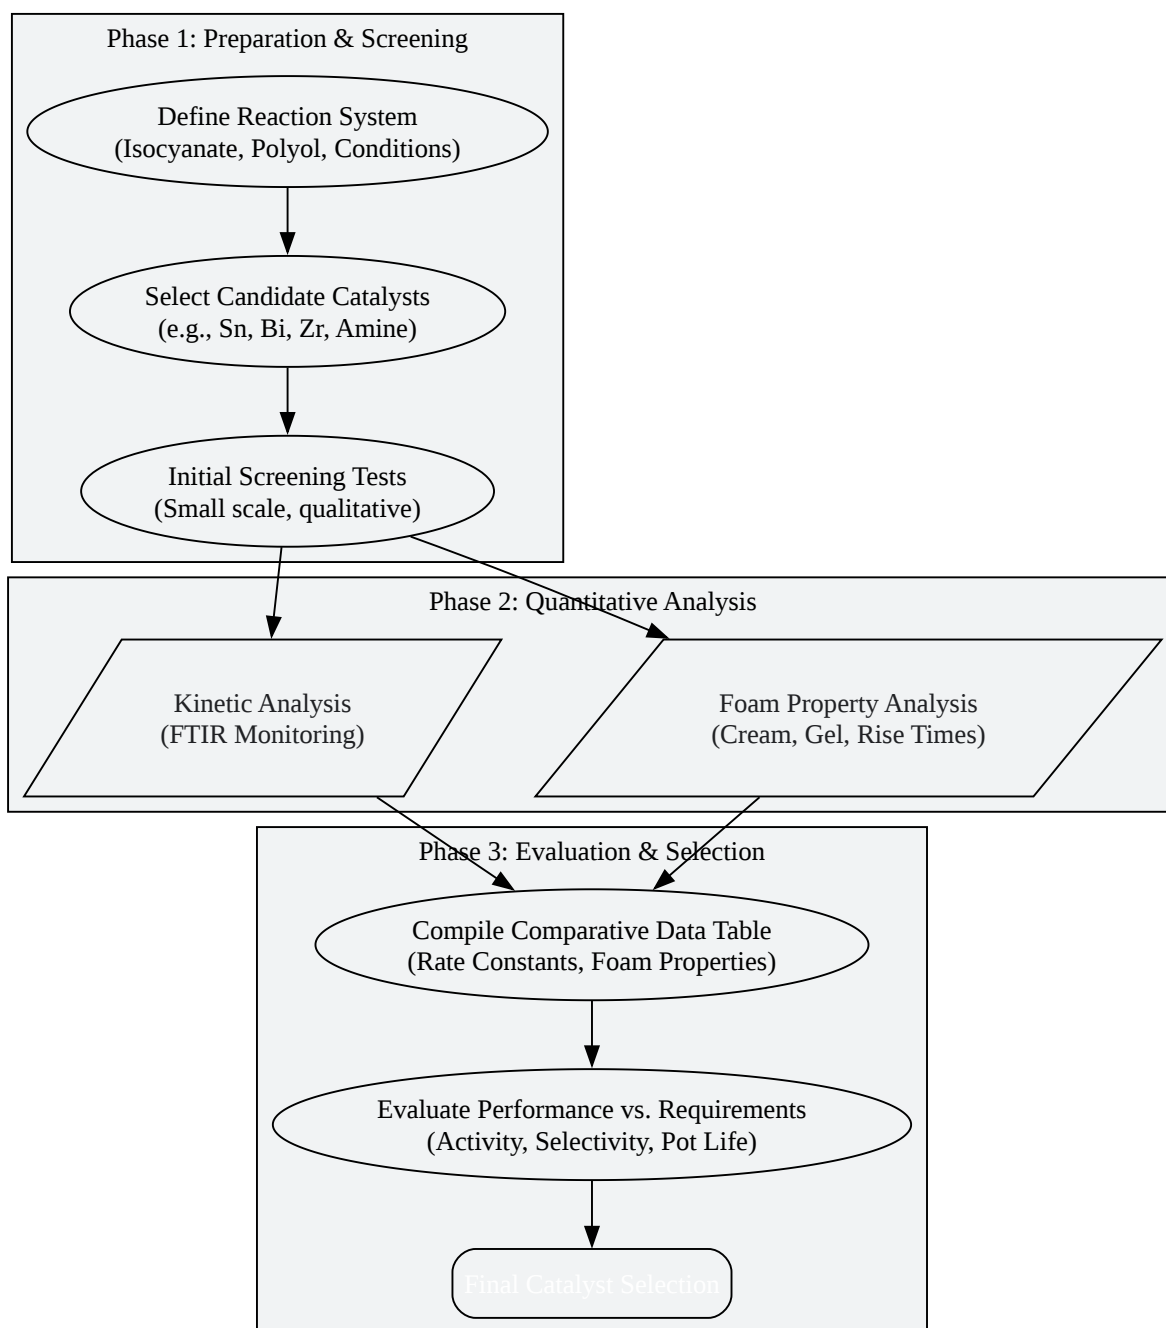 Phase 1: Preparation & Screening
Define Reaction System
(Isocyanate, Polyol, Conditions)
Select Candidate Catalysts
(e.g., Sn, Bi, Zr, Amine)
Initial Screening Tests
(Small scale, qualitative)
Phase 2: Quantitative Analysis
Kinetic Analysis
(FTIR Monitoring)
Foam Property Analysis
(Cream, Gel, Rise Times)
Phase 3: Evaluation & Selection
Compile Comparative Data Table
(Rate Constants, Foam Properties)
Evaluate Performance vs. Requirements
(Activity, Selectivity, Pot Life)
Final Catalyst Selection